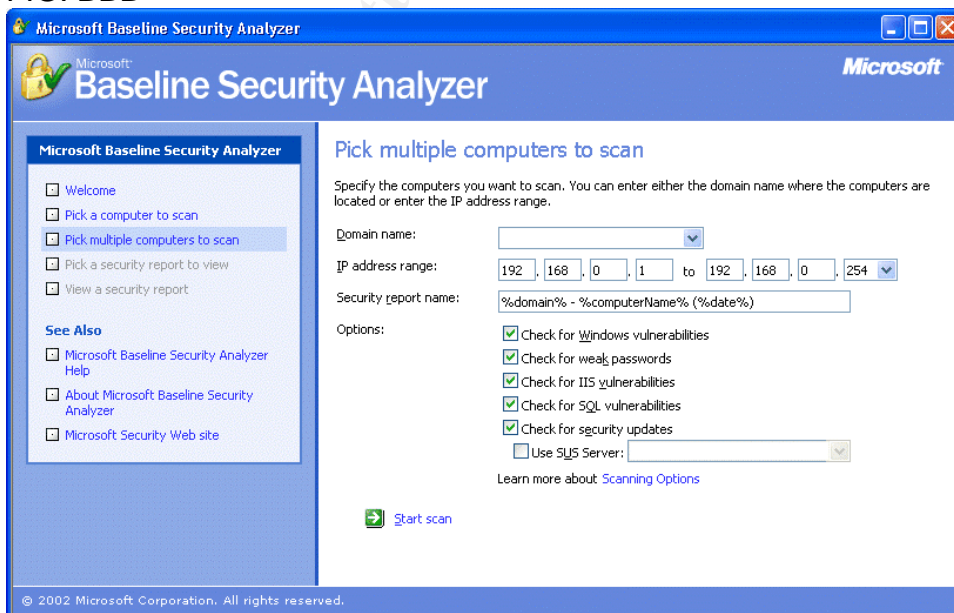 Microsoft Baseline Security Analyzer
Microsoft
Baseline Security Analyzer
Microsoft
Microsoft Baseline Security Analyzer
Welcome
Pick a computer to scan
Pick multiple computers to scan
Pick a security report to view
View a security report
See Also
Microsoft Baseline Security Analyzer
Help
About Microsoft Baseline Security
Analyzer
Microsoft Security Web site
Pick multiple computers to scan
Specify the computers you want to scan. You can enter either the domain name where the computers are
located or enter the IP address range.
Domain name:
IP address range: 192 . 168 . 0 . 1 to 192 . 168 . 0 . 254
Security report name: %domain% - %computerName% (%date%)
Options:
Check for Windows vulnerabilities
Check for weak passwords
Check for IIS vulnerabilities
Check for SQL vulnerabilities
Check for security updates
Use SUS Server:
Learn more about Scanning Options
Start scan
© 2002 Microsoft Corporation. All rights reserved.